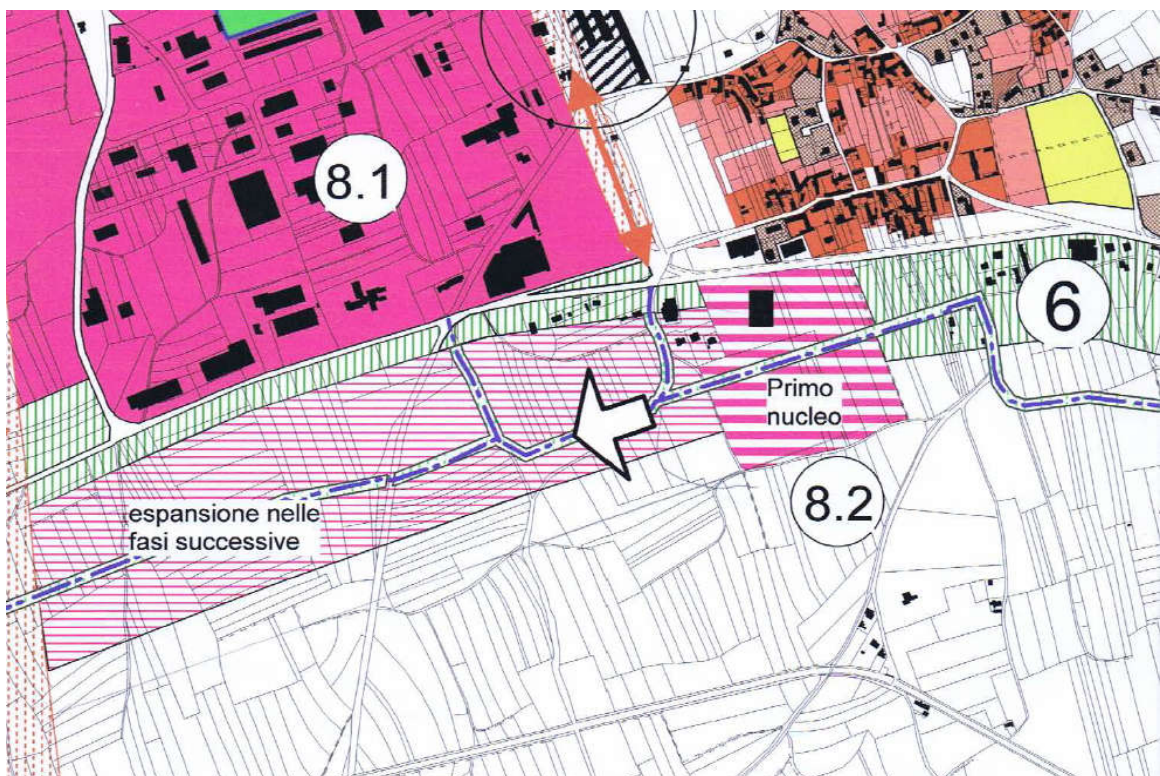 8.1
6
Primo
nucleo
8.2
espansione nelle
fasi successive